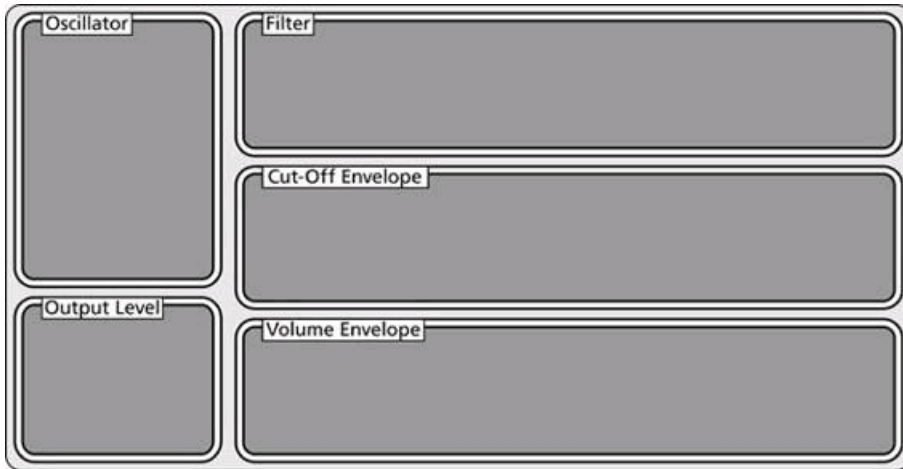 Oscillator
Filter
Cut-Off Envelope
Output Level
Volume Envelope